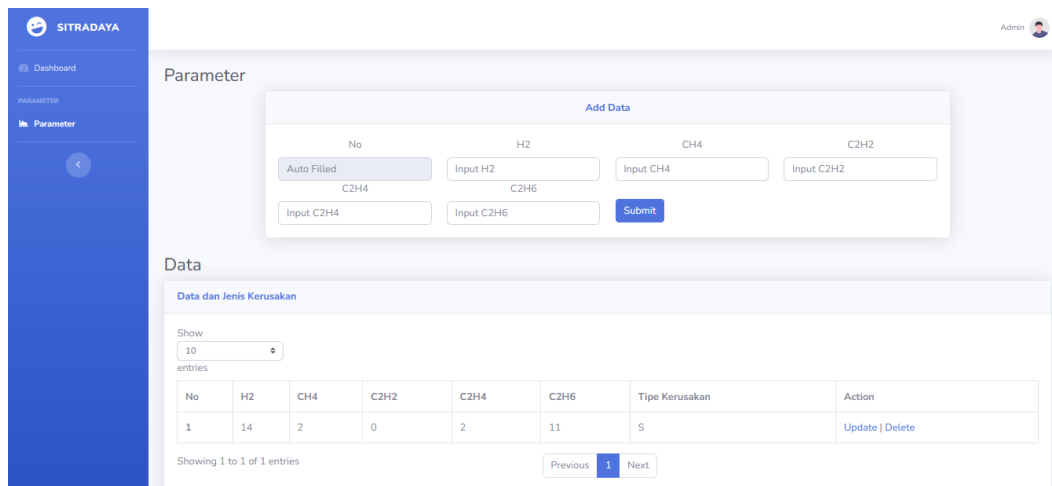 SITRADAYA
Admin
Dashboard
PARAMETER
Parameter
Parameter
Add Data
No H2 CH4 C2H2
Auto Filled Input H2 Input CH4 Input C2H2
C2H4 C2H6
Input C2H4 Input C2H6 Submit
Data
Data dan Jenis Kerusakan
Show
10
entries
No H2 CH4 C2H2 C2H4 C2H6 Tipe Kerusakan Action
1 14 2 0 2 11 S Update | Delete
Showing 1 to 1 of 1 entries
Previous 1 Next